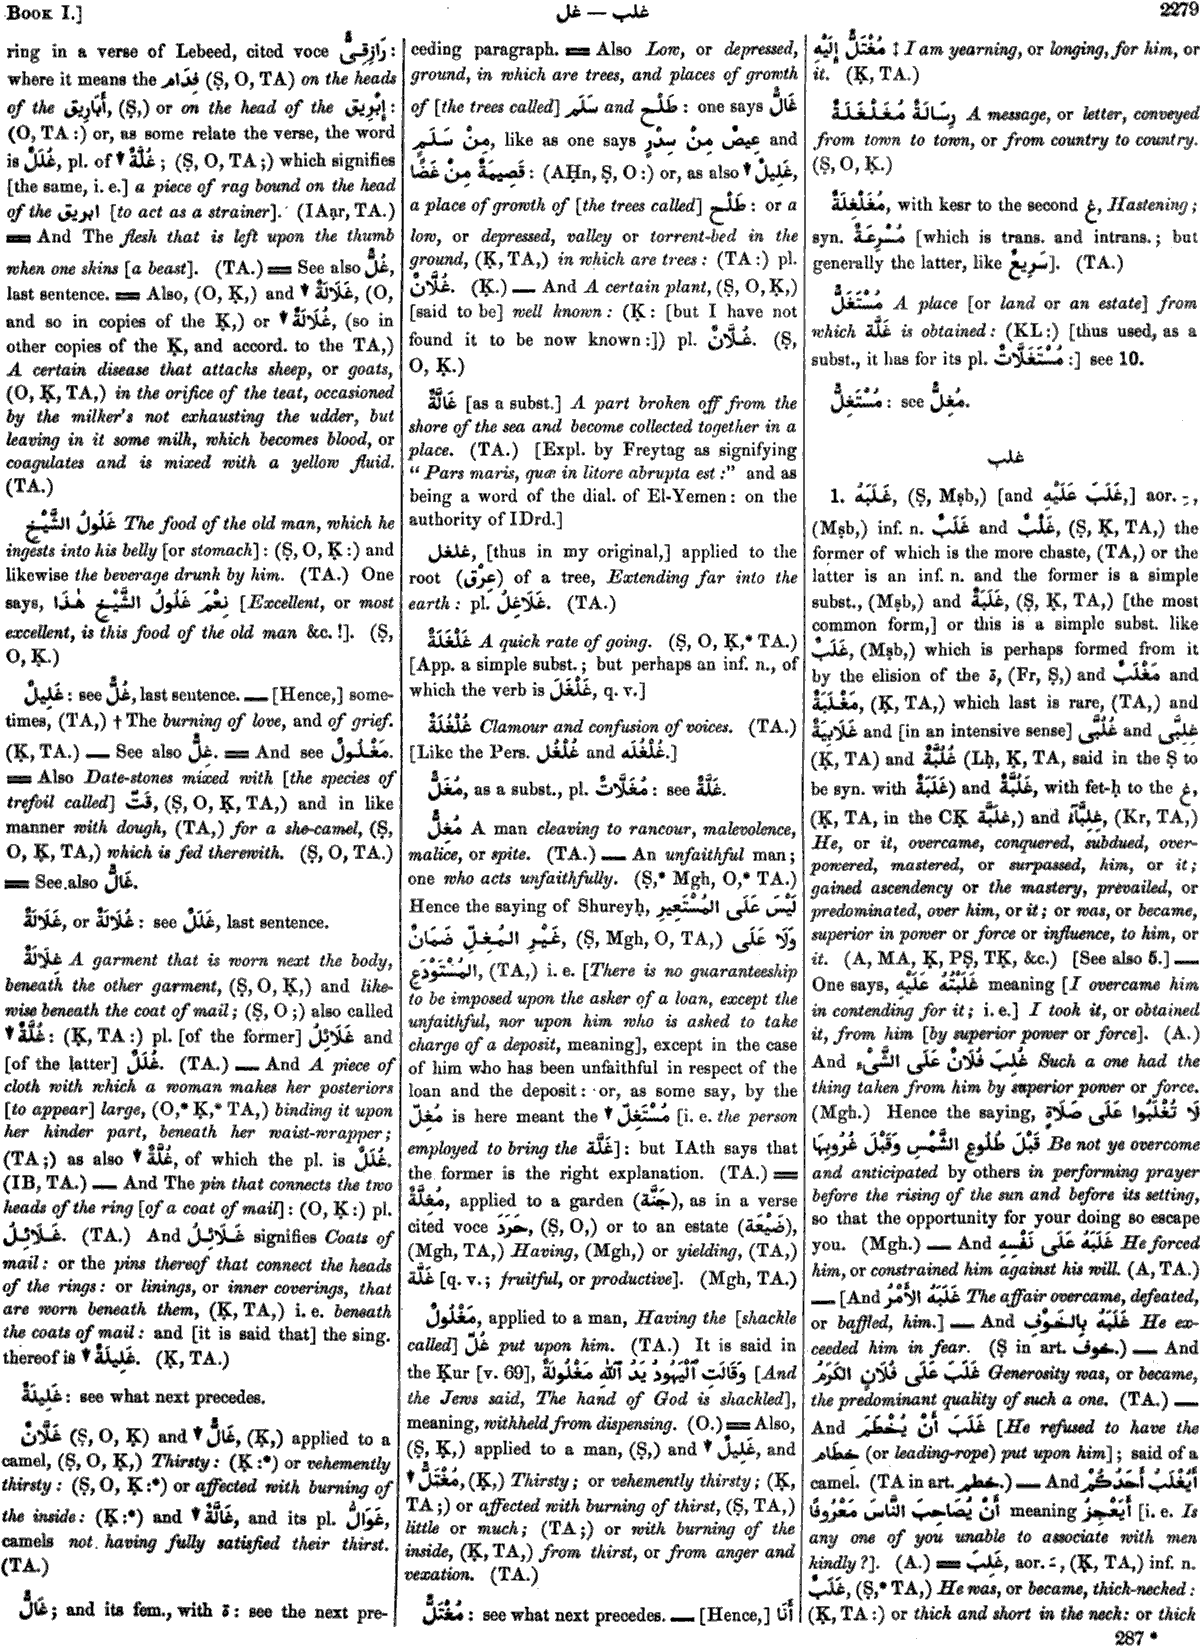 BOOK I.]
غلب — غل
2279
ring in a verse of Lebeed, cited voce رَازِقِىٌّ:
where it means the فِدَام (Ṣ, O, TA) on the heads
of the أَبَارِيق, (Ṣ,) or on the head of the إِبْرِيق:
(O, TA:) or, as some relate the verse, the word
is غُلَلٌ, pl. of ▼ غُلَّةٌ; (Ṣ, O, TA;) which signifies
[the same, i. e.] a piece of rag bound on the head
of the ابريق [to act as a strainer]. (IAạr, TA.)
═ And The flesh that is left upon the thumb
when one skins [a beast]. (TA.) ═ See also غُلٌّ,
last sentence. ═ Also, (O, Ḳ,) and ▼ غَلَالَةٌ, (O,
and so in copies of the Ḳ,) or ▼ غُلَالَةٌ, (so in
other copies of the Ḳ, and accord. to the TA,)
A certain disease that attacks sheep, or goats,
(O, Ḳ, TA,) in the orifice of the teat, occasioned
by the milker's not exhausting the udder, but
leaving in it some milk, which becomes blood, or
coagulates and is mixed with a yellow fluid.
(TA.)
غَلُولُ الشَّيْخِ The food of the old man, which he
ingests into his belly [or stomach]: (Ṣ, O, Ḳ:) and
likewise the beverage drunk by him. (TA.) One
says, نِعْمَ غَلُولُ الشَّيْخِ هٰذَا [Excellent, or most
excellent, is this food of the old man &c.!]. (Ṣ,
O, Ḳ.)
غَلِيلٌ: see غُلٌّ, last sentence. — [Hence,] some-
times, (TA,) † The burning of love, and of grief.
(Ḳ, TA.) — See also غِلٌّ. ═ And see مَغْلُولٌ.
═ Also Date-stones mixed with [the species of
trefoil called] قَتّ, (Ṣ, O, Ḳ, TA,) and in like
manner with dough, (TA,) for a she-camel, (Ṣ,
O, Ḳ, TA,) which is fed therewith. (Ṣ, O, TA.)
═ See also غَالٌّ.
غَلَالَةٌ, or غُلَالَةٌ: see غَلَلٌ, last sentence.
غِلَالَةٌ A garment that is worn next the body,
beneath the other garment, (Ṣ, O, Ḳ,) and like-
wise beneath the coat of mail; (Ṣ, O;) also called
▼ غُلَّةٌ: (Ḳ, TA:) pl. [of the former] غَلَائِلُ and
[of the latter] غُلَلٌ. (TA.) — And A piece of
cloth with which a woman makes her posteriors
[to appear] large, (O,* Ḳ,* TA,) binding it upon
her hinder part, beneath her waist-wrapper;
(TA;) as also ▼ غُلَّةٌ, of which the pl. is غُلَلٌ.
(IB, TA.) — And The pin that connects the two
heads of the ring [of a coat of mail]: (O, Ḳ:) pl.
غَلَائِلُ. (TA.) And غَلَائِلُ signifies Coats of
mail: or the pins thereof that connect the heads
of the rings: or linings, or inner coverings, that
are worn beneath them, (Ḳ, TA,) i. e. beneath
the coats of mail: and [it is said that] the sing.
thereof is ▼ غَلِيلَةٌ. (Ḳ, TA.)
غَلِيلَةٌ: see what next precedes.
غَلَّانٌ (Ṣ, O, Ḳ) and ▼ غَالٌّ, (Ḳ,) applied to a
camel, (Ṣ, O, Ḳ,) Thirsty: (Ḳ:*) or vehemently
thirsty: (Ṣ, O, Ḳ:*) or affected with burning of
the inside: (Ḳ:*) and ▼ غَالَّةٌ, and its pl. غَوَالُّ,
camels not having fully satisfied their thirst.
(TA.)
غَالٌّ; and its fem., with ة: see the next pre-
ceding paragraph. ═ Also Low, or depressed,
ground, in which are trees, and places of growth
of [the trees called] سَلَم and طَلْح: one says غَالٌّ
مِنْ سَلَمٍ, like as one says عِيصٌ مِنْ سِدْرٍ and
قَصِيمَةٌ مِنْ غَضًا: (AḤn, Ṣ, O:) or, as also ▼ غَلِيلٌ,
a place of growth of [the trees called] طَلْح: or a
low, or depressed, valley or torrent-bed in the
ground, (Ḳ, TA,) in which are trees: (TA:) pl.
غُلَّانٌ. (Ḳ.) — And A certain plant, (Ṣ, O, Ḳ,)
[said to be] well known: (Ḳ: [but I have not
found it to be now known:]) pl. غُلَّانٌ. (Ṣ,
O, Ḳ.)
غَالَّةٌ [as a subst.] A part broken off from the
shore of the sea and become collected together in a
place. (TA.) [Expl. by Freytag as signifying
“Pars maris, quæ in litore abrupta est:” and as
being a word of the dial. of El-Yemen: on the
authority of IDrd.]
غلغل, [thus in my original,] applied to the
root (عِرْق) of a tree, Extending far into the
earth: pl. غَلَاغِلُ. (TA.)
غَلْغَلَةٌ A quick rate of going. (Ṣ, O, Ḳ,* TA.)
[App. a simple subst.; but perhaps an inf. n., of
which the verb is غَلْغَلَ, q. v.]
غُلْغُلَةٌ Clamour and confusion of voices. (TA.)
[Like the Pers. غُلْغُلَه and غُلْغُل.]
مُغَلٌّ, as a subst., pl. مُغَلَّاتٌ: see غَلَّةٌ.
مُغِلٌّ A man cleaving to rancour, malevolence,
malice, or spite. (TA.) — An unfaithful man;
one who acts unfaithfully. (Ṣ,* Mgh, O,* TA.)
Hence the saying of Shureyḥ, لَيْسَ عَلَى المُسْتَعِيرِ
غَيْرِ المُغِلِّ ضَمَانٌ, (Ṣ, Mgh, O, TA,) وَلَا عَلَى
المُسْتَوْدَعِ, (TA,) i. e. [There is no guaranteeship
to be imposed upon the asker of a loan, except the
unfaithful, nor upon him who is asked to take
charge of a deposit, meaning], except in the case
of him who has been unfaithful in respect of the
loan and the deposit: or, as some say, by the
مُغِلّ is here meant the ▼ مُسْتَغِلّ [i. e. the person
employed to bring the غَلَّة]: but IAth says that
the former is the right explanation. (TA.) ═
مُغِلَّةٌ, applied to a garden (جَنَّة), as in a verse
cited voce حَرَدَ, (Ṣ, O,) or to an estate (ضَيْعَة),
(Mgh, TA,) Having, (Mgh,) or yielding, (TA,)
غَلَّة [q. v.; fruitful, or productive]. (Mgh, TA.)
مَغْلُولٌ, applied to a man, Having the [shackle
called] غُلّ put upon him. (TA.) It is said in
the Ḳur [v. 69], وَقَالَتِ ٱلْيَهُودُ يَدُ ٱللّٰهِ مَغْلُولَةٌ [And
the Jews said, The hand of God is shackled],
meaning, withheld from dispensing. (O.) ═ Also,
(Ṣ, Ḳ,) applied to a man, (Ṣ,) and ▼ غَلِيلٌ, and
▼ مُغْتَلٌّ, (Ḳ,) Thirsty; or vehemently thirsty; (Ḳ,
TA;) or affected with burning of thirst, (Ṣ, TA,)
little or much; (TA;) or with burning of the
inside, (Ḳ, TA,) from thirst, or from anger and
vexation. (TA.)
مُغْتَلٌّ: see what next precedes. — [Hence,] أَنَا
مُغْتَلٌّ إِلَيْهِ ‡ I am yearning, or longing, for him, or
it. (Ḳ, TA.)
رِسَالَةٌ مُغَلْغَلَةٌ A message, or letter, conveyed
from town to town, or from country to country.
(Ṣ, O, Ḳ.)
مُغَلْغِلَةٌ, with kesr to the second غ, Hastening;
syn. مُسْرِعَةٌ [which is trans. and intrans.; but
generally the latter, like سَرِيعٌ]. (TA.)
مُسْتَغَلٌّ A place [or land or an estate] from
which غَلَّة is obtained: (KL:) [thus used, as a
subst., it has for its pl. مُسْتَغَلَّاتٌ:] see 10.
مُسْتَغِلٌّ: see مُغِلٌّ.
غلب
1. غَلَبَهُ, (Ṣ, Mṣb,) [and غَلَبَ عَلَيْهِ,] aor. ـِ,
(Mṣb,) inf. n. غَلَبٌ and غَلْبٌ, (Ṣ, Ḳ, TA,) the
former of which is the more chaste, (TA,) or the
latter is an inf. n. and the former is a simple
subst., (Mṣb,) and غَلَبَةٌ, (Ṣ, Ḳ, TA,) [the most
common form,] or this is a simple subst. like
غَلَبٌ, (Mṣb,) which is perhaps formed from it
by the elision of the ة, (Fr, Ṣ,) and مَغْلَبٌ and
مَغْلَبَةٌ, (Ḳ, TA,) which last is rare, (TA,) and
غَلَابِيَةٌ and [in an intensive sense] غُلُبَّى and غِلِبَّى
(Ḳ, TA) and غُلُبَّةٌ (Lḥ, Ḳ, TA, said in the Ṣ to
be syn. with غَلَبَةٌ) and غَلُبَّةٌ, with fet-ḥ to the غ,
(Ḳ, TA, in the CḲ غَلَبَّة,) and غِلِبَّآءُ, (Kr, TA,)
He, or it, overcame, conquered, subdued, over-
powered, mastered, or surpassed, him, or it;
gained ascendency or the mastery, prevailed, or
predominated, over him, or it; or was, or became,
superior in power or force or influence, to him, or
it. (A, MA, Ḳ, PṢ, TḲ, &c.) [See also 5.] —
One says, غَلَبْتُهُ عَلَيْهِ meaning [I overcame him
in contending for it; i. e.] I took it, or obtained
it, from him [by superior power or force]. (A.)
And غُلِبَ فُلَانٌ عَلَى الشَّىْءِ Such a one had the
thing taken from him by superior power or force.
(Mgh.) Hence the saying, لَا تُغْلَبُوا عَلَى صَلَاةٍ
قَبْلَ طُلُوعِ الشَّمْسِ وَقَبْلَ غُرُوبِهَا Be not ye overcome
and anticipated by others in performing prayer
before the rising of the sun and before its setting,
so that the opportunity for your doing so escape
you. (Mgh.) — And غَلَبَهُ عَلَى نَفْسِهِ He forced
him, or constrained him against his will. (A, TA.)
— [And غَلَبَهُ الأَمْرُ The affair overcame, defeated,
or baffled, him.] — And غَلَبَهُ بِالخَوْفِ He ex-
ceeded him in fear. (Ṣ in art. خوف.) — And
غَلَبَ عَلَى فُلَانٍ الكَرَمُ Generosity was, or became,
the predominant quality of such a one. (TA.) —
And غَلَبَ أَنْ يُخْطَمَ [He refused to have the
خِطَام (or leading-rope) put upon him]; said of a
camel. (TA in art. خطم.) — And أَيُغْلَبُ أَحَدُكُمْ
أَنْ يُصَاحِبَ النَّاسَ مَعْرُوفًا meaning أَيَعْجِزُ [i. e. Is
any one of you unable to associate with men
kindly?]. (A.) ═ غَلِبَ, aor. ـَ, (Ḳ, TA,) inf. n.
غَلَبٌ, (Ṣ,* TA,) He was, or became, thick-necked:
(Ḳ, TA:) or thick and short in the neck: or thick
287 *